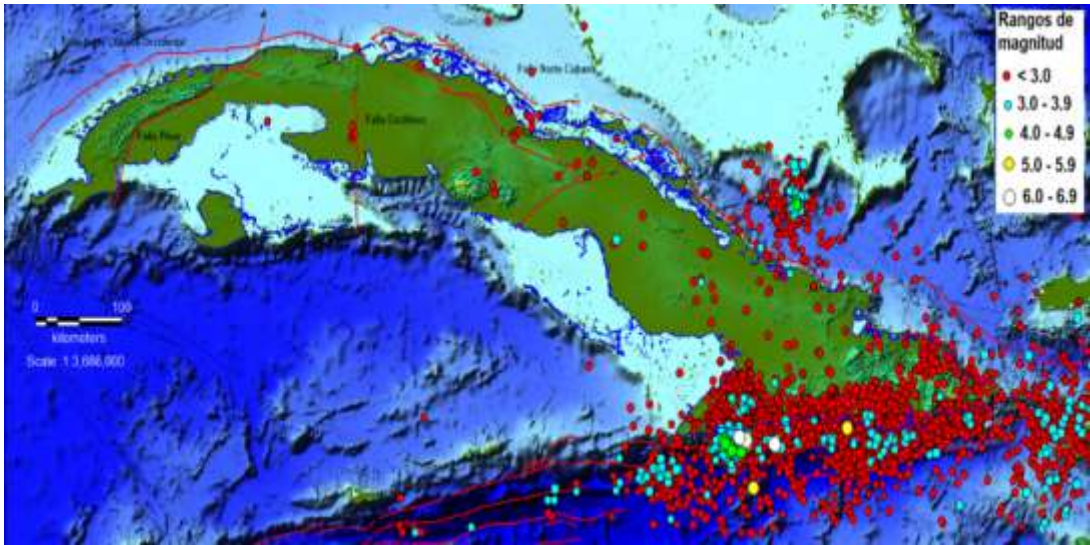 Rangos de
magnitud
< 3.0
3.0 - 3.9
4.0 - 4.9
5.0 - 5.9
6.0 - 6.9
Falla Norte Cubana
Falla Cochinos
Falla Pinar
0 100
kilometers
Scale: 1:3,686,000